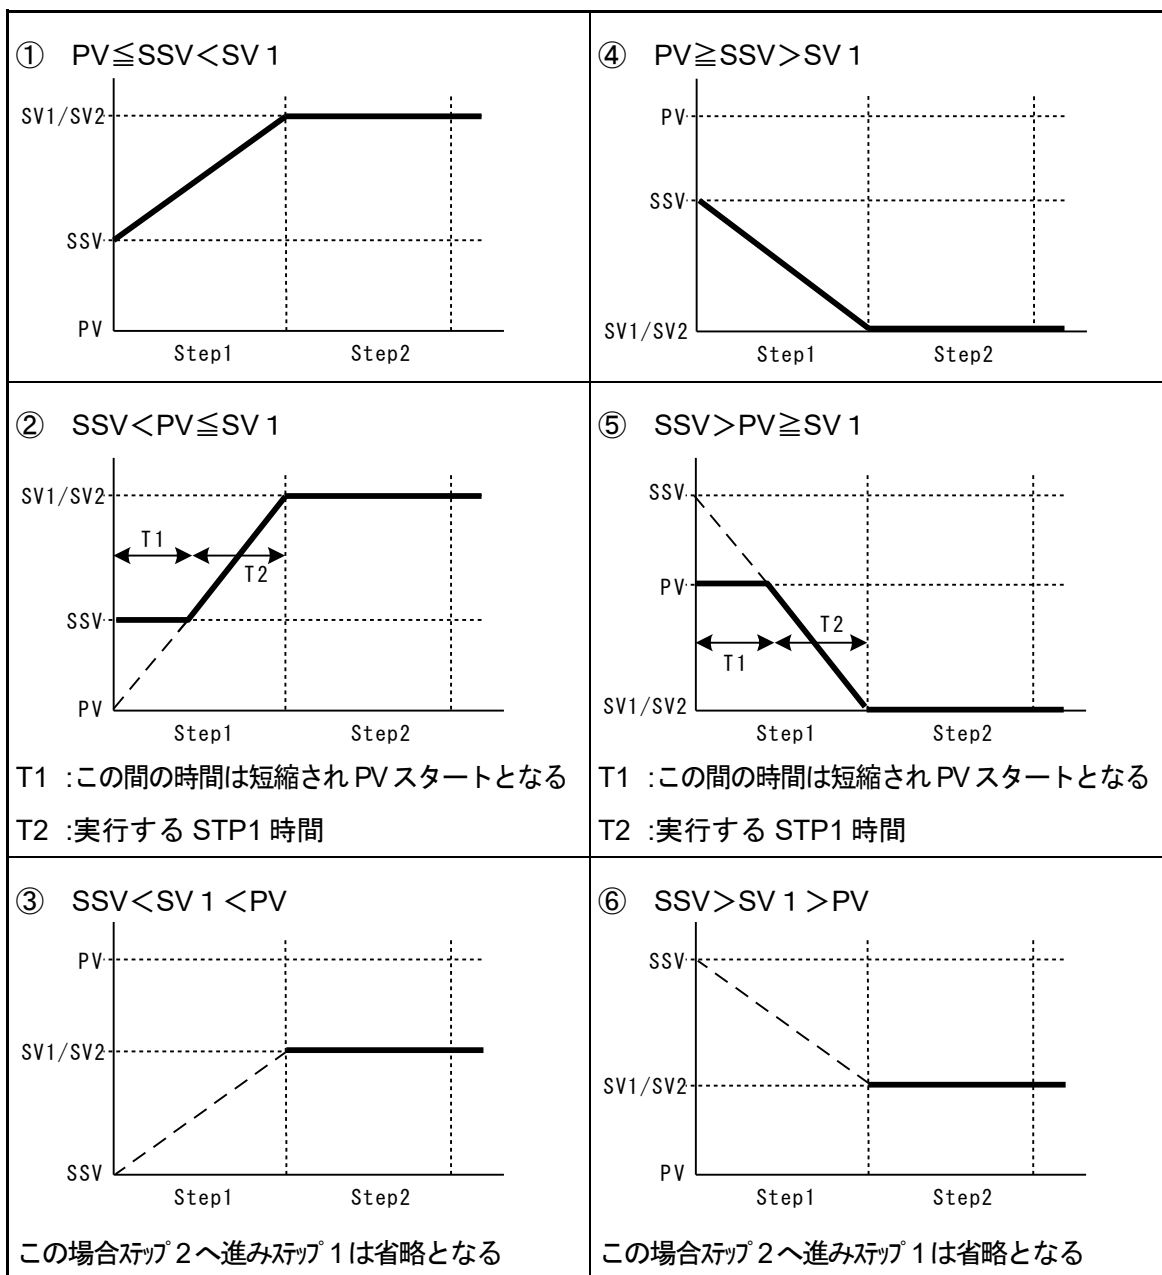 ① PV≦SSV＜SV１
SV1/SV2
SSV
PV
Step1 Step2
④ PV≧SSV＞SV１
PV
SSV
SV1/SV2
Step1 Step2
② SSV＜PV≦SV１
SV1/SV2
T1
T2
SSV
PV
Step1 Step2
T1 :この間の時間は短縮され PV スタートとなる
T2 :実行する STP1 時間
⑤ SSV＞PV≧SV１
SSV
PV
T2
T1
SV1/SV2
Step1 Step2
T1 :この間の時間は短縮され PV スタートとなる
T2 :実行する STP1 時間
③ SSV＜SV１＜PV
PV
SV1/SV2
SSV
Step1 Step2
この場合ｽﾃｯﾌﾟ２へ進みｽﾃｯﾌﾟ１は省略となる
⑥ SSV＞SV１＞PV
SSV
SV1/SV2
PV
Step1 Step2
この場合ｽﾃｯﾌﾟ２へ進みｽﾃｯﾌﾟ１は省略となる